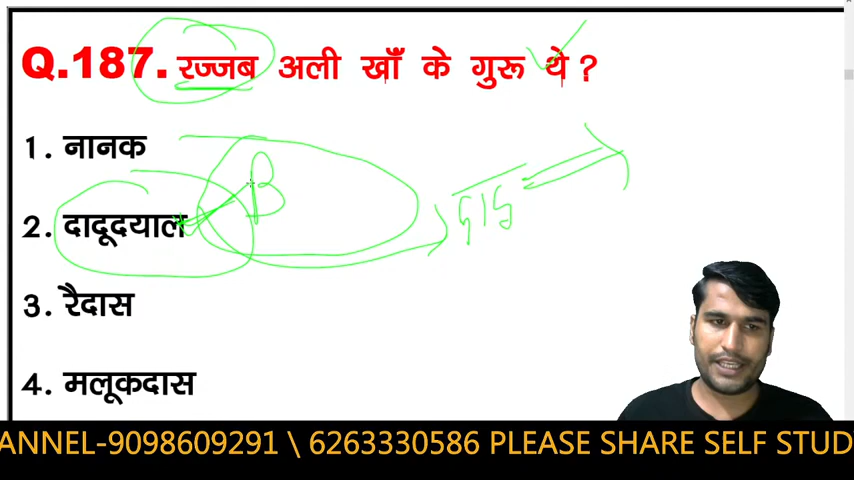 Q.187. रज्जब अली खाँ के गुरू थे ?
1. नानक
B
2. दादूदयाल
दादू
3. रैदास
4. मलूकदास
ANNEL-9098609291 \ 6263330586 PLEASE SHARE SELF STUD